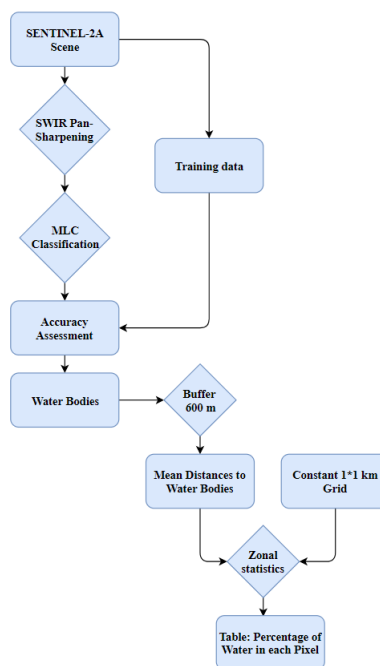 SENTINEL-2A
Scene
SWIR Pan-
Sharpening
Training data
MLC
Classification
Accuracy
Assessment
Water Bodies
Buffer
600 m
Mean Distances to
Water Bodies
Constant 1*1 km
Grid
Zonal
statistics
Table: Percentage of
Water in each Pixel